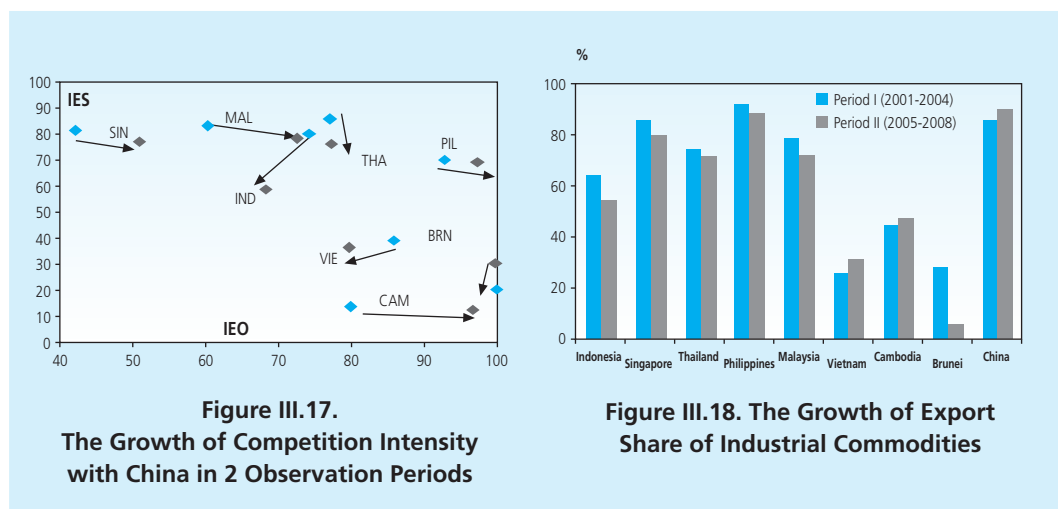 100
90
80
70
60
50
40
30
20
10
0
IES
SIN
MAL
THA
PIL
IND
BRN
VIE
CAM
IEO
40 50 60 70 80 90 100
Figure III.17.
The Growth of Competition Intensity
with China in 2 Observation Periods
%
100
80
60
40
20
0
Period I (2001-2004)
Period II (2005-2008)
Indonesia Singapore Thailand Philippines Malaysia Vietnam Cambodia Brunei China
Figure III.18. The Growth of Export
Share of Industrial Commodities